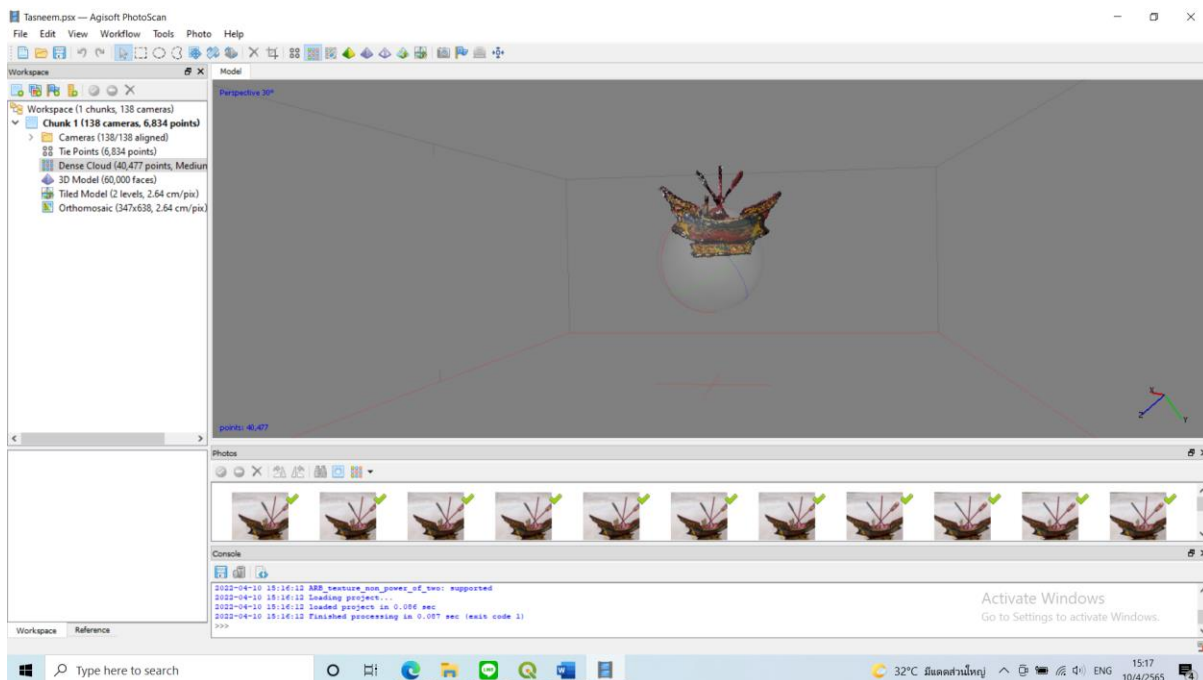 Tasneem.psx — Agisoft PhotoScan
File Edit View Workflow Tools Photo Help
Workspace
Model
Perspective 30°
Workspace (1 chunks, 138 cameras)
Chunk 1 (138 cameras, 6,834 points)
Cameras (138/138 aligned)
Tie Points (6,834 points)
Dense Cloud (40,477 points, Medium
3D Model (60,000 faces)
Tiled Model (2 levels, 2.64 cm/pix)
Orthomosaic (347x638, 2.64 cm/pix)
X
Z
Y
points: 40,477
Photos
Console
2022-04-10 15:16:12 ARB_texture_non_power_of_two: supported
2022-04-10 15:16:12 Loading project...
2022-04-10 15:16:12 loaded project in 0.086 sec
2022-04-10 15:16:12 Finished processing in 0.087 sec (exit code 1)
>>>
Activate Windows
Go to Settings to activate Windows.
Workspace Reference
Type here to search
LINE
32°C มีแดดส่วนใหญ่
ENG
15:17
10/4/2565